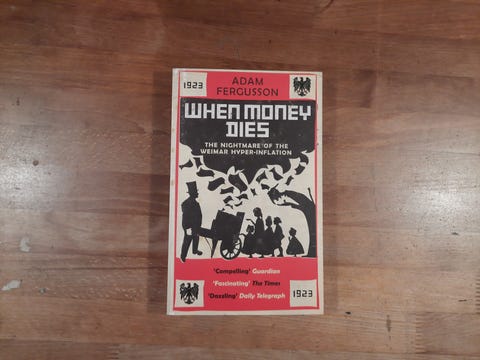 1923
ADAM
FERGUSSON
WHEN MONEY
DIES
THE NIGHTMARE OF THE
WEIMAR HYPER-INFLATION
'Compelling' Guardian
'Fascinating' The Times
'Dazzling' Daily Telegraph
1923